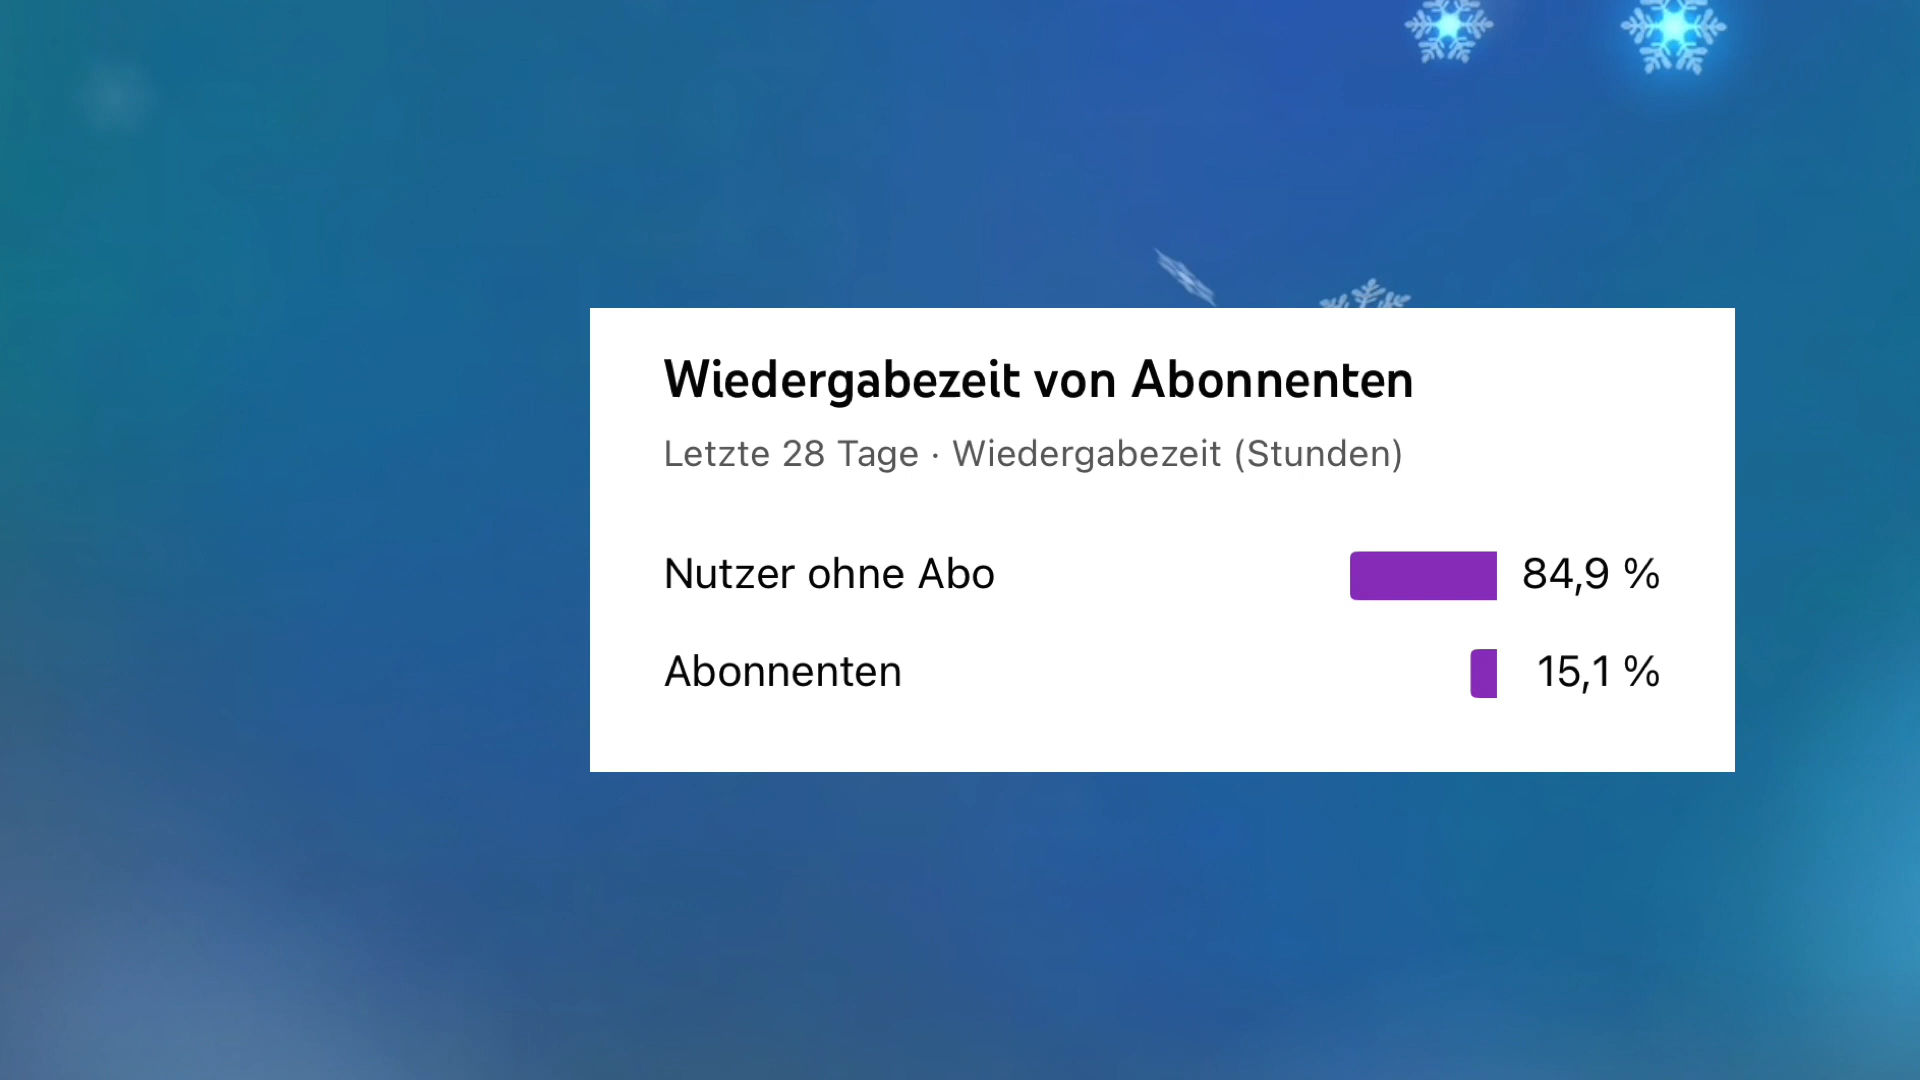 Wiedergabezeit von Abonnenten
Letzte 28 Tage · Wiedergabezeit (Stunden)
Nutzer ohne Abo 84,9 %
Abonnenten 15,1 %